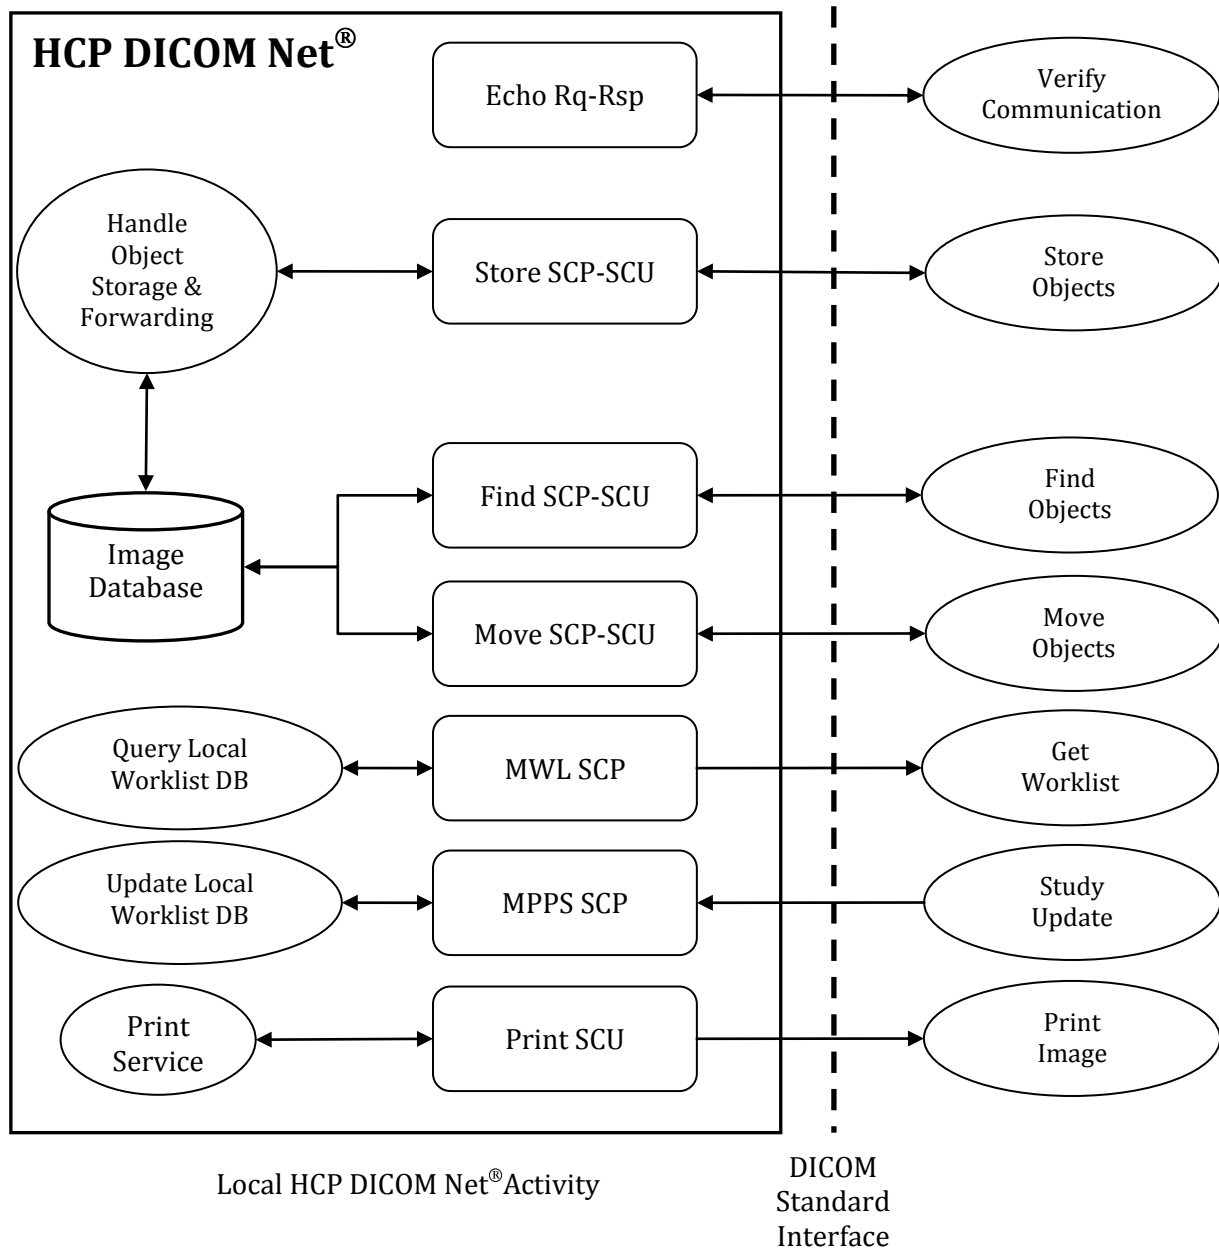 HCP DICOM Net®
Echo Rq-Rsp
Verify
Communication
Handle
Object
Storage &
Forwarding
Store SCP-SCU
Store
Objects
Find SCP-SCU
Find
Objects
Image
Database
Move SCP-SCU
Move
Objects
Query Local
Worklist DB
MWL SCP
Get
Worklist
Update Local
Worklist DB
MPPS SCP
Study
Update
Print
Service
Print SCU
Print
Image
Local HCP DICOM Net®Activity
DICOM
Standard
Interface